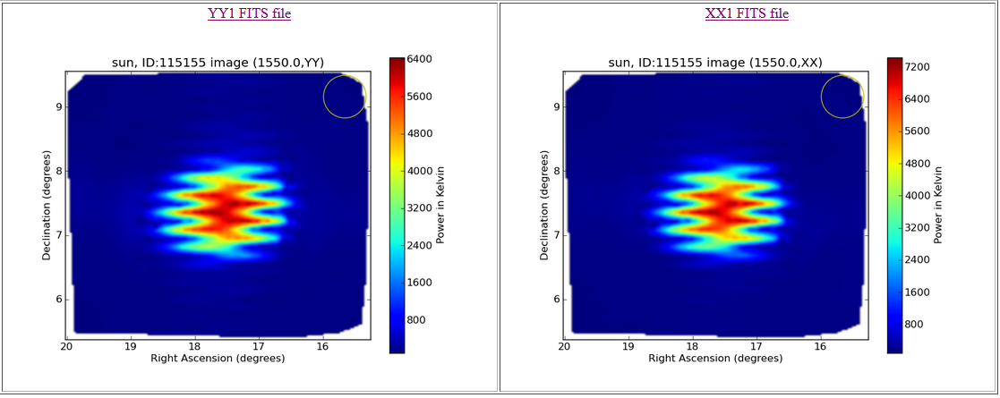 YY1 FITS file
sun, ID:115155 image (1550.0,YY)
9
8
7
6
Declination (degrees)
20 19 18 17 16
Right Ascension (degrees)
6400
5600
4800
4000
3200
2400
1600
800
Power in Kelvin
XX1 FITS file
sun, ID:115155 image (1550.0,XX)
9
8
7
6
Declination (degrees)
20 19 18 17 16
Right Ascension (degrees)
7200
6400
5600
4800
4000
3200
2400
1600
800
Power in Kelvin